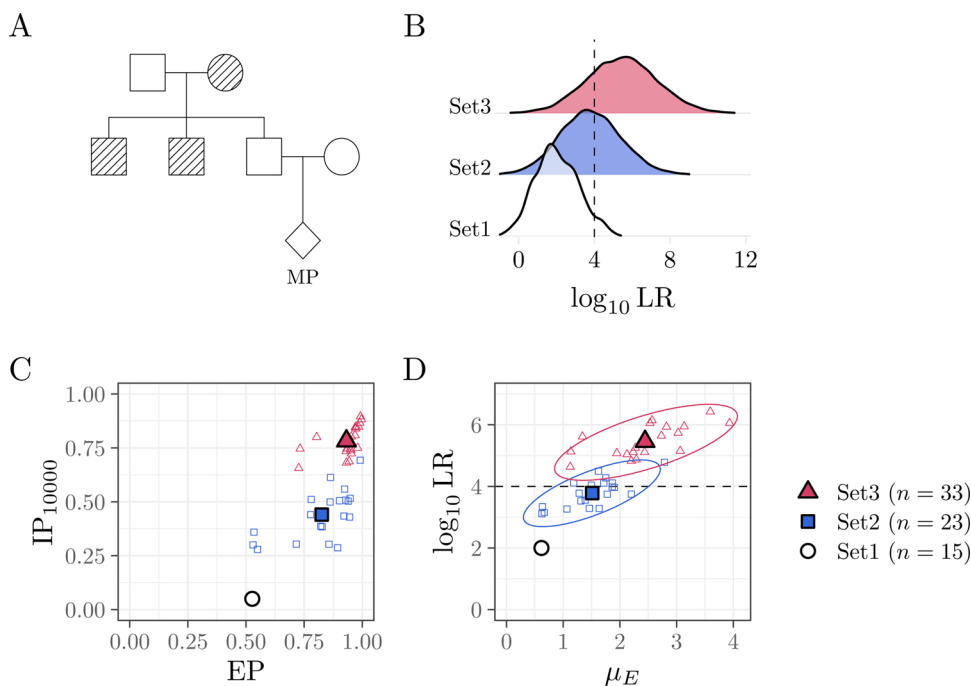 A
MP
B
Set3
Set2
Set1
0 4 8 12
log10 LR
C
IP10000
1.00
0.75
0.50
0.25
0.00
0.00 0.25 0.50 0.75 1.00
EP
D
log10 LR
6
4
2
0
0 1 2 3 4
μE
Set3 (n = 33)
Set2 (n = 23)
Set1 (n = 15)